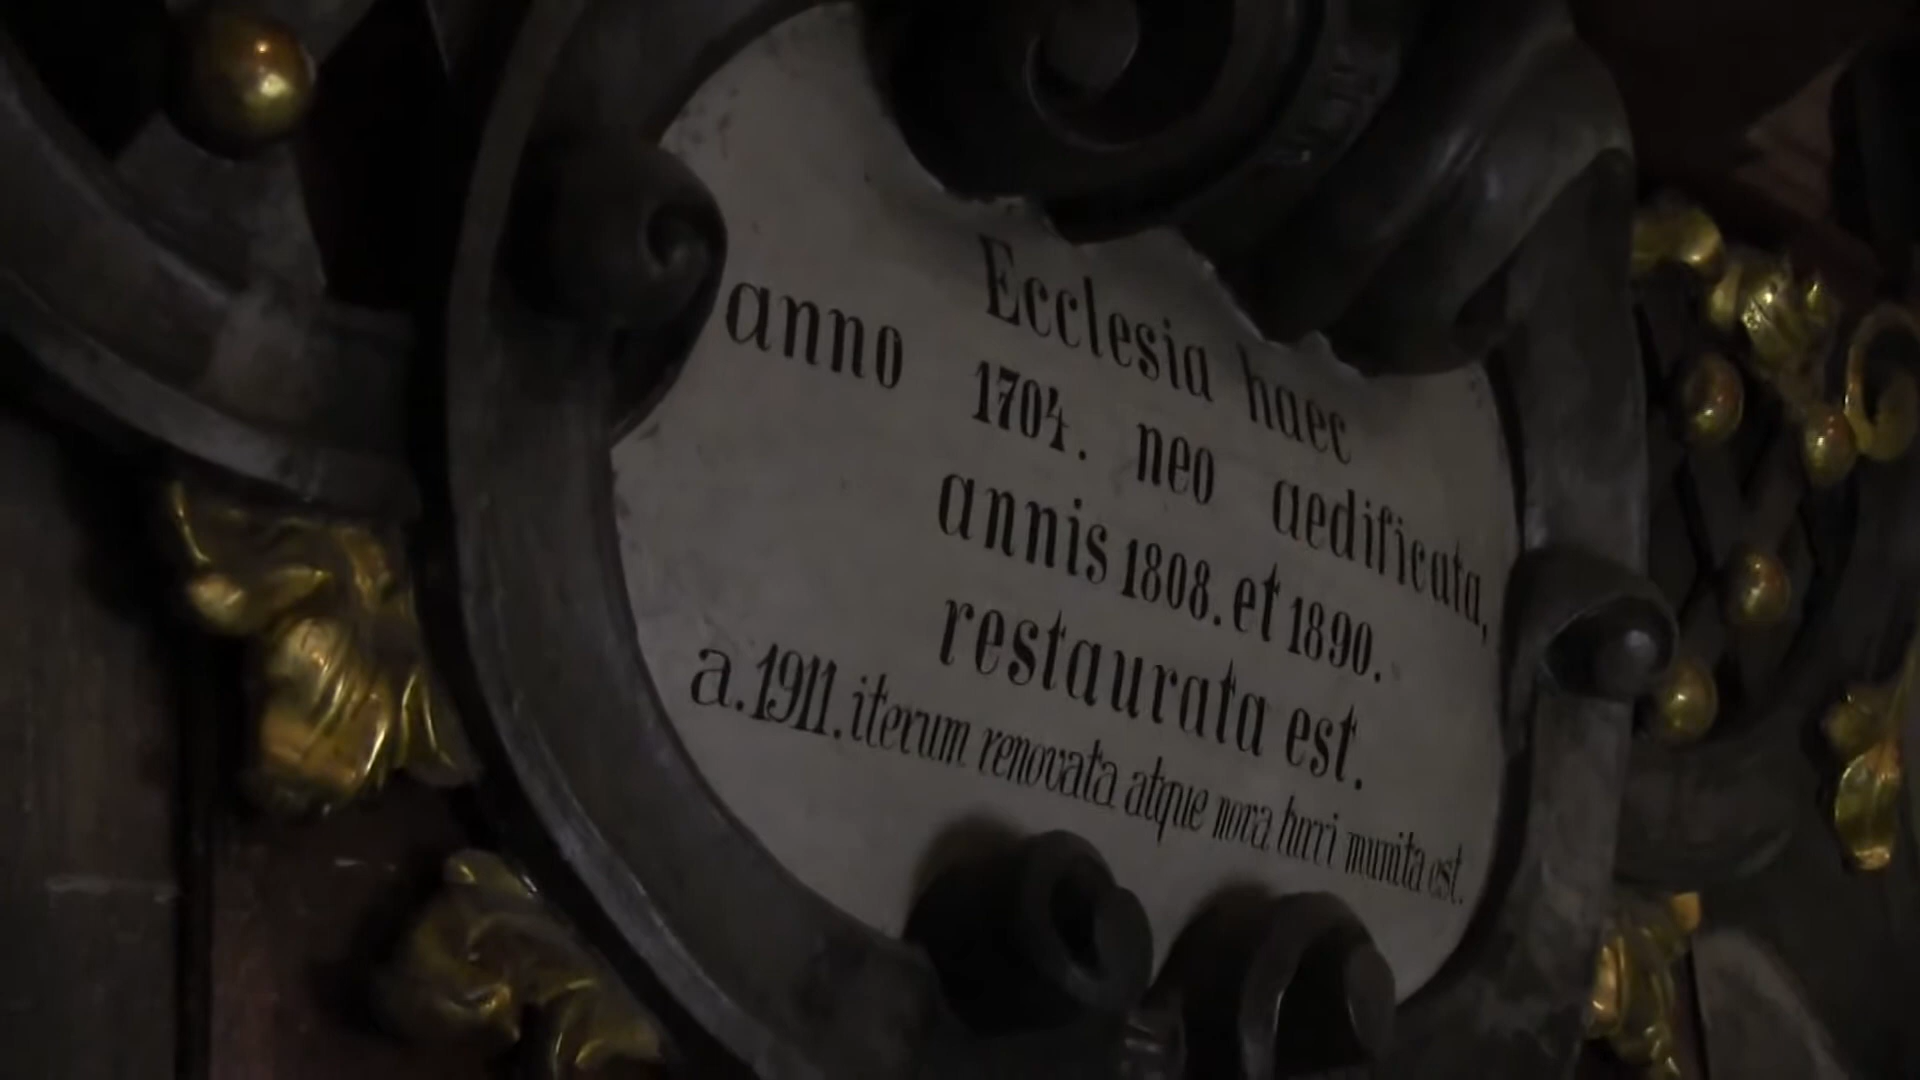 Ecclesia haec
anno 1704. neo aedificata,
annis 1808. et 1890.
restaurata est.
a. 1911. iterum renovata atque nova turri munita est.